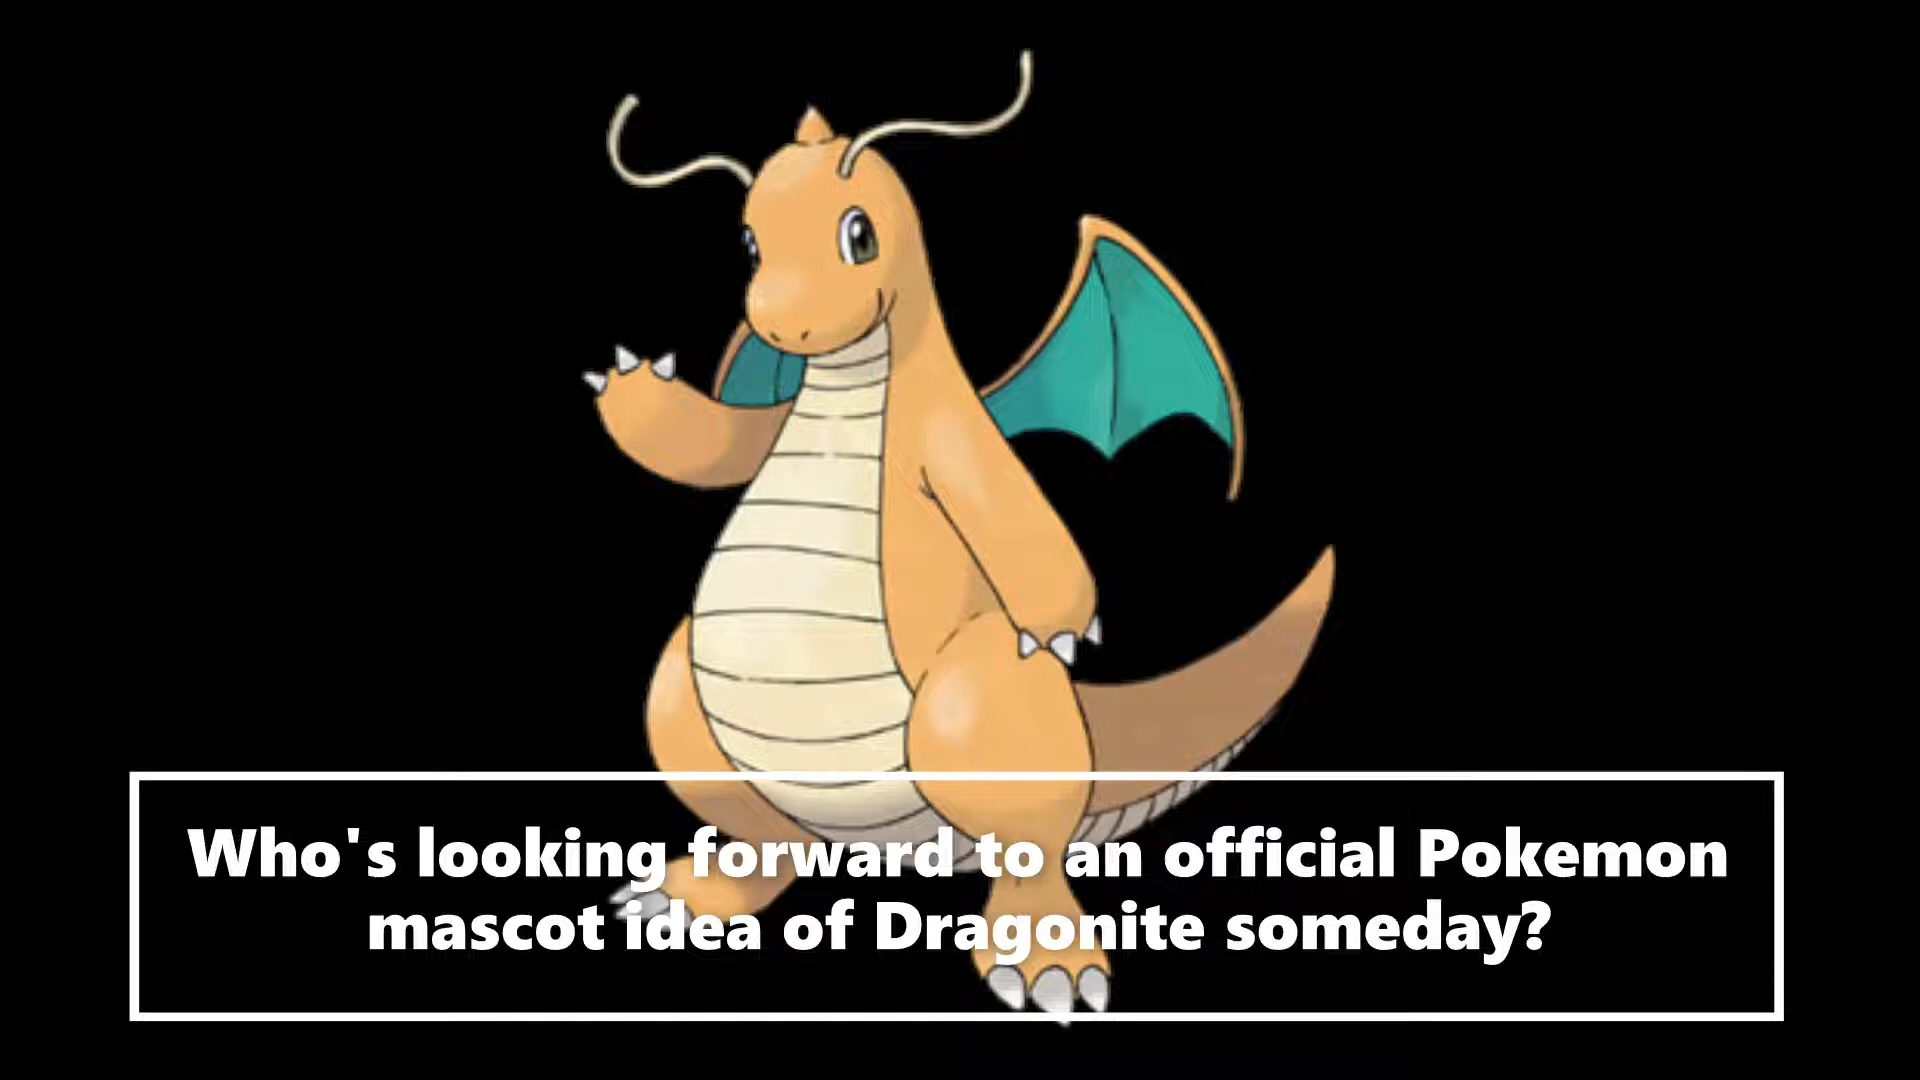 Who's looking forward to an official Pokemon
mascot idea of Dragonite someday?